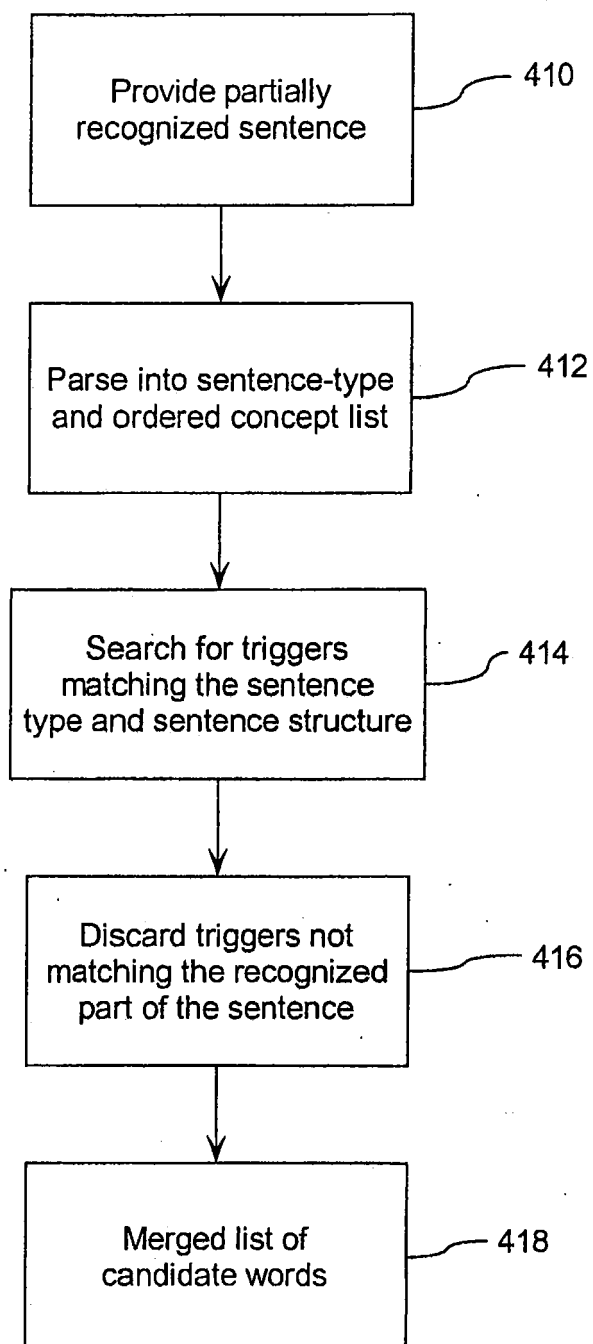 Provide partially
recognized sentence
410
Parse into sentence-type
and ordered concept list
412
Search for triggers
matching the sentence
type and sentence structure
414
Discard triggers not
matching the recognized
part of the sentence
416
Merged list of
candidate words
418